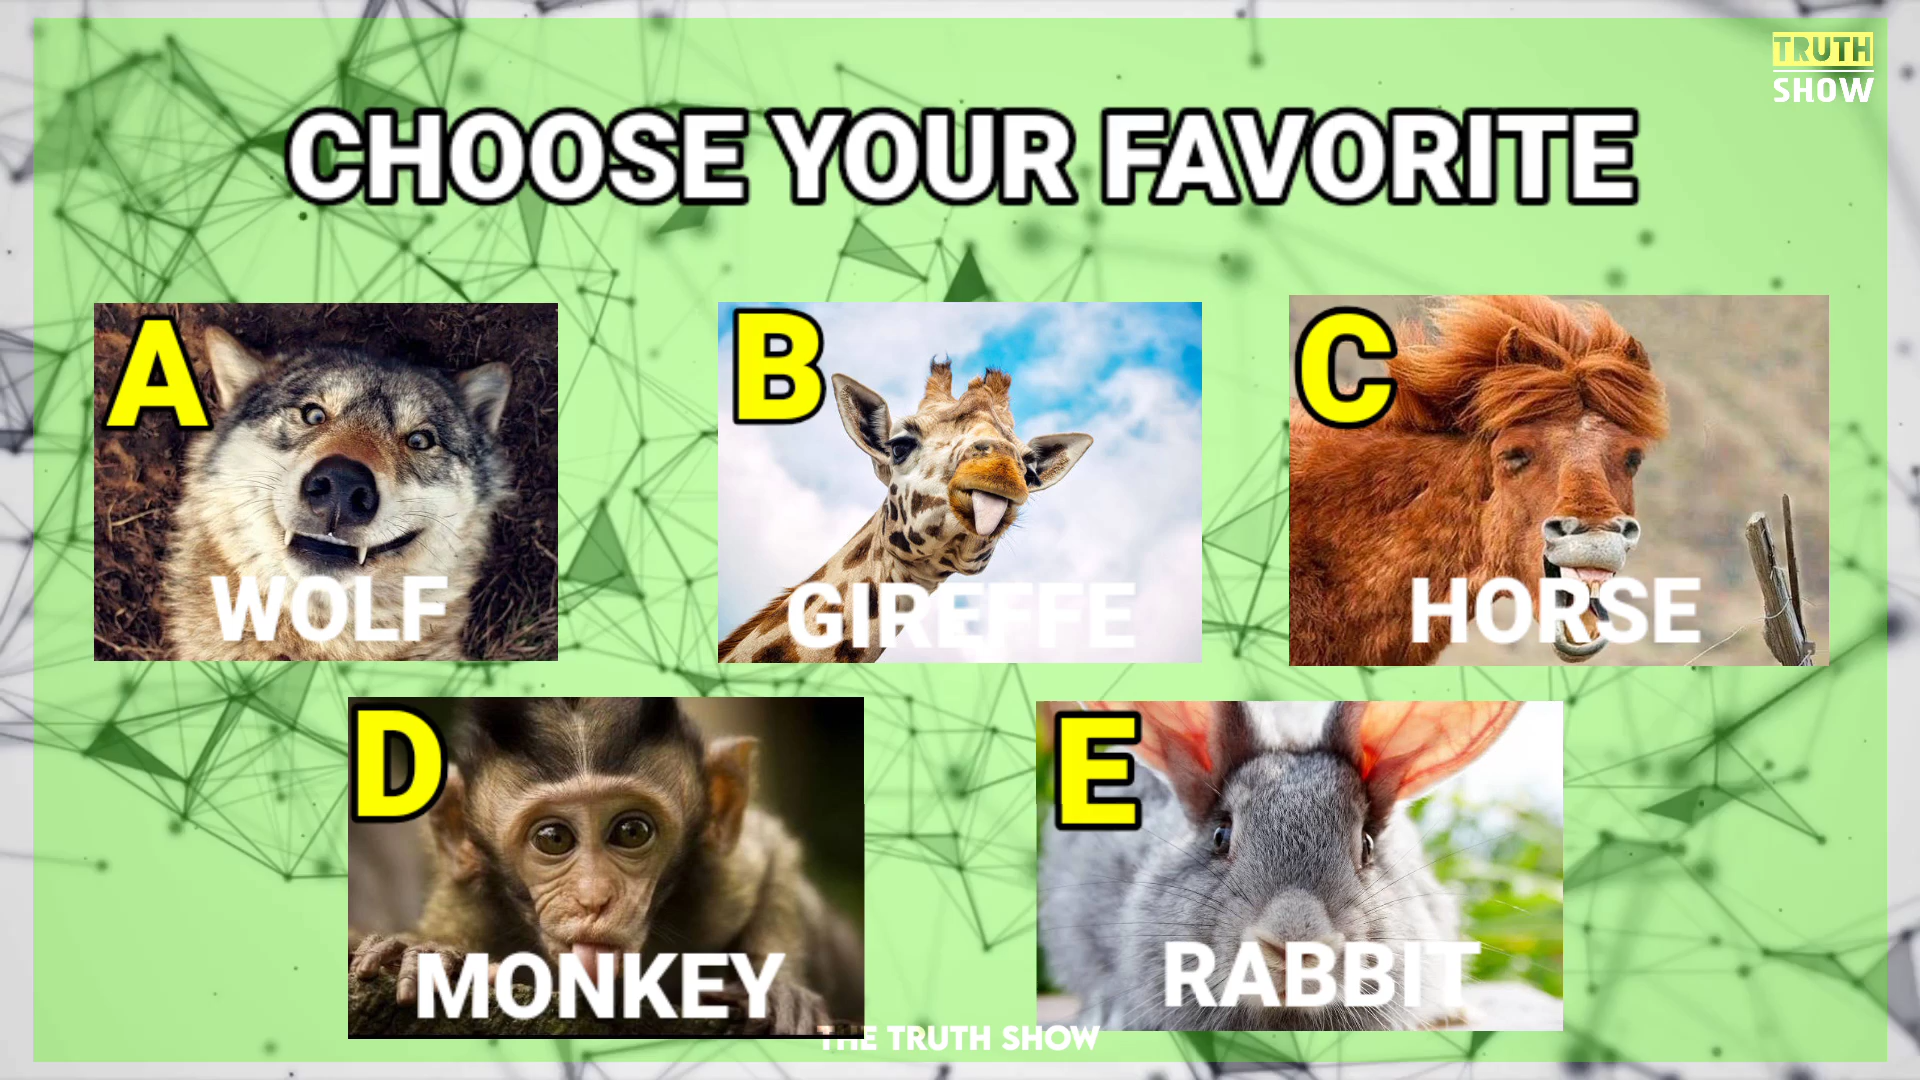 TRUTH
SHOW
CHOOSE YOUR FAVORITE
A
B
C
WOLF
GIREFFE
HORSE
D
E
MONKEY
RABBIT
THE TRUTH SHOW